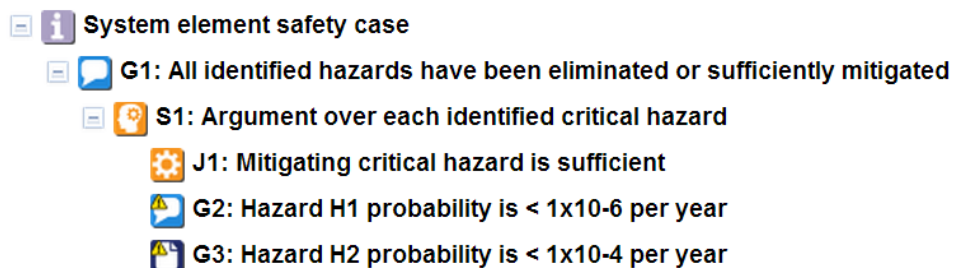 System element safety case
G1: All identified hazards have been eliminated or sufficiently mitigated
S1: Argument over each identified critical hazard
J1: Mitigating critical hazard is sufficient
G2: Hazard H1 probability is < 1x10-6 per year
G3: Hazard H2 probability is < 1x10-4 per year